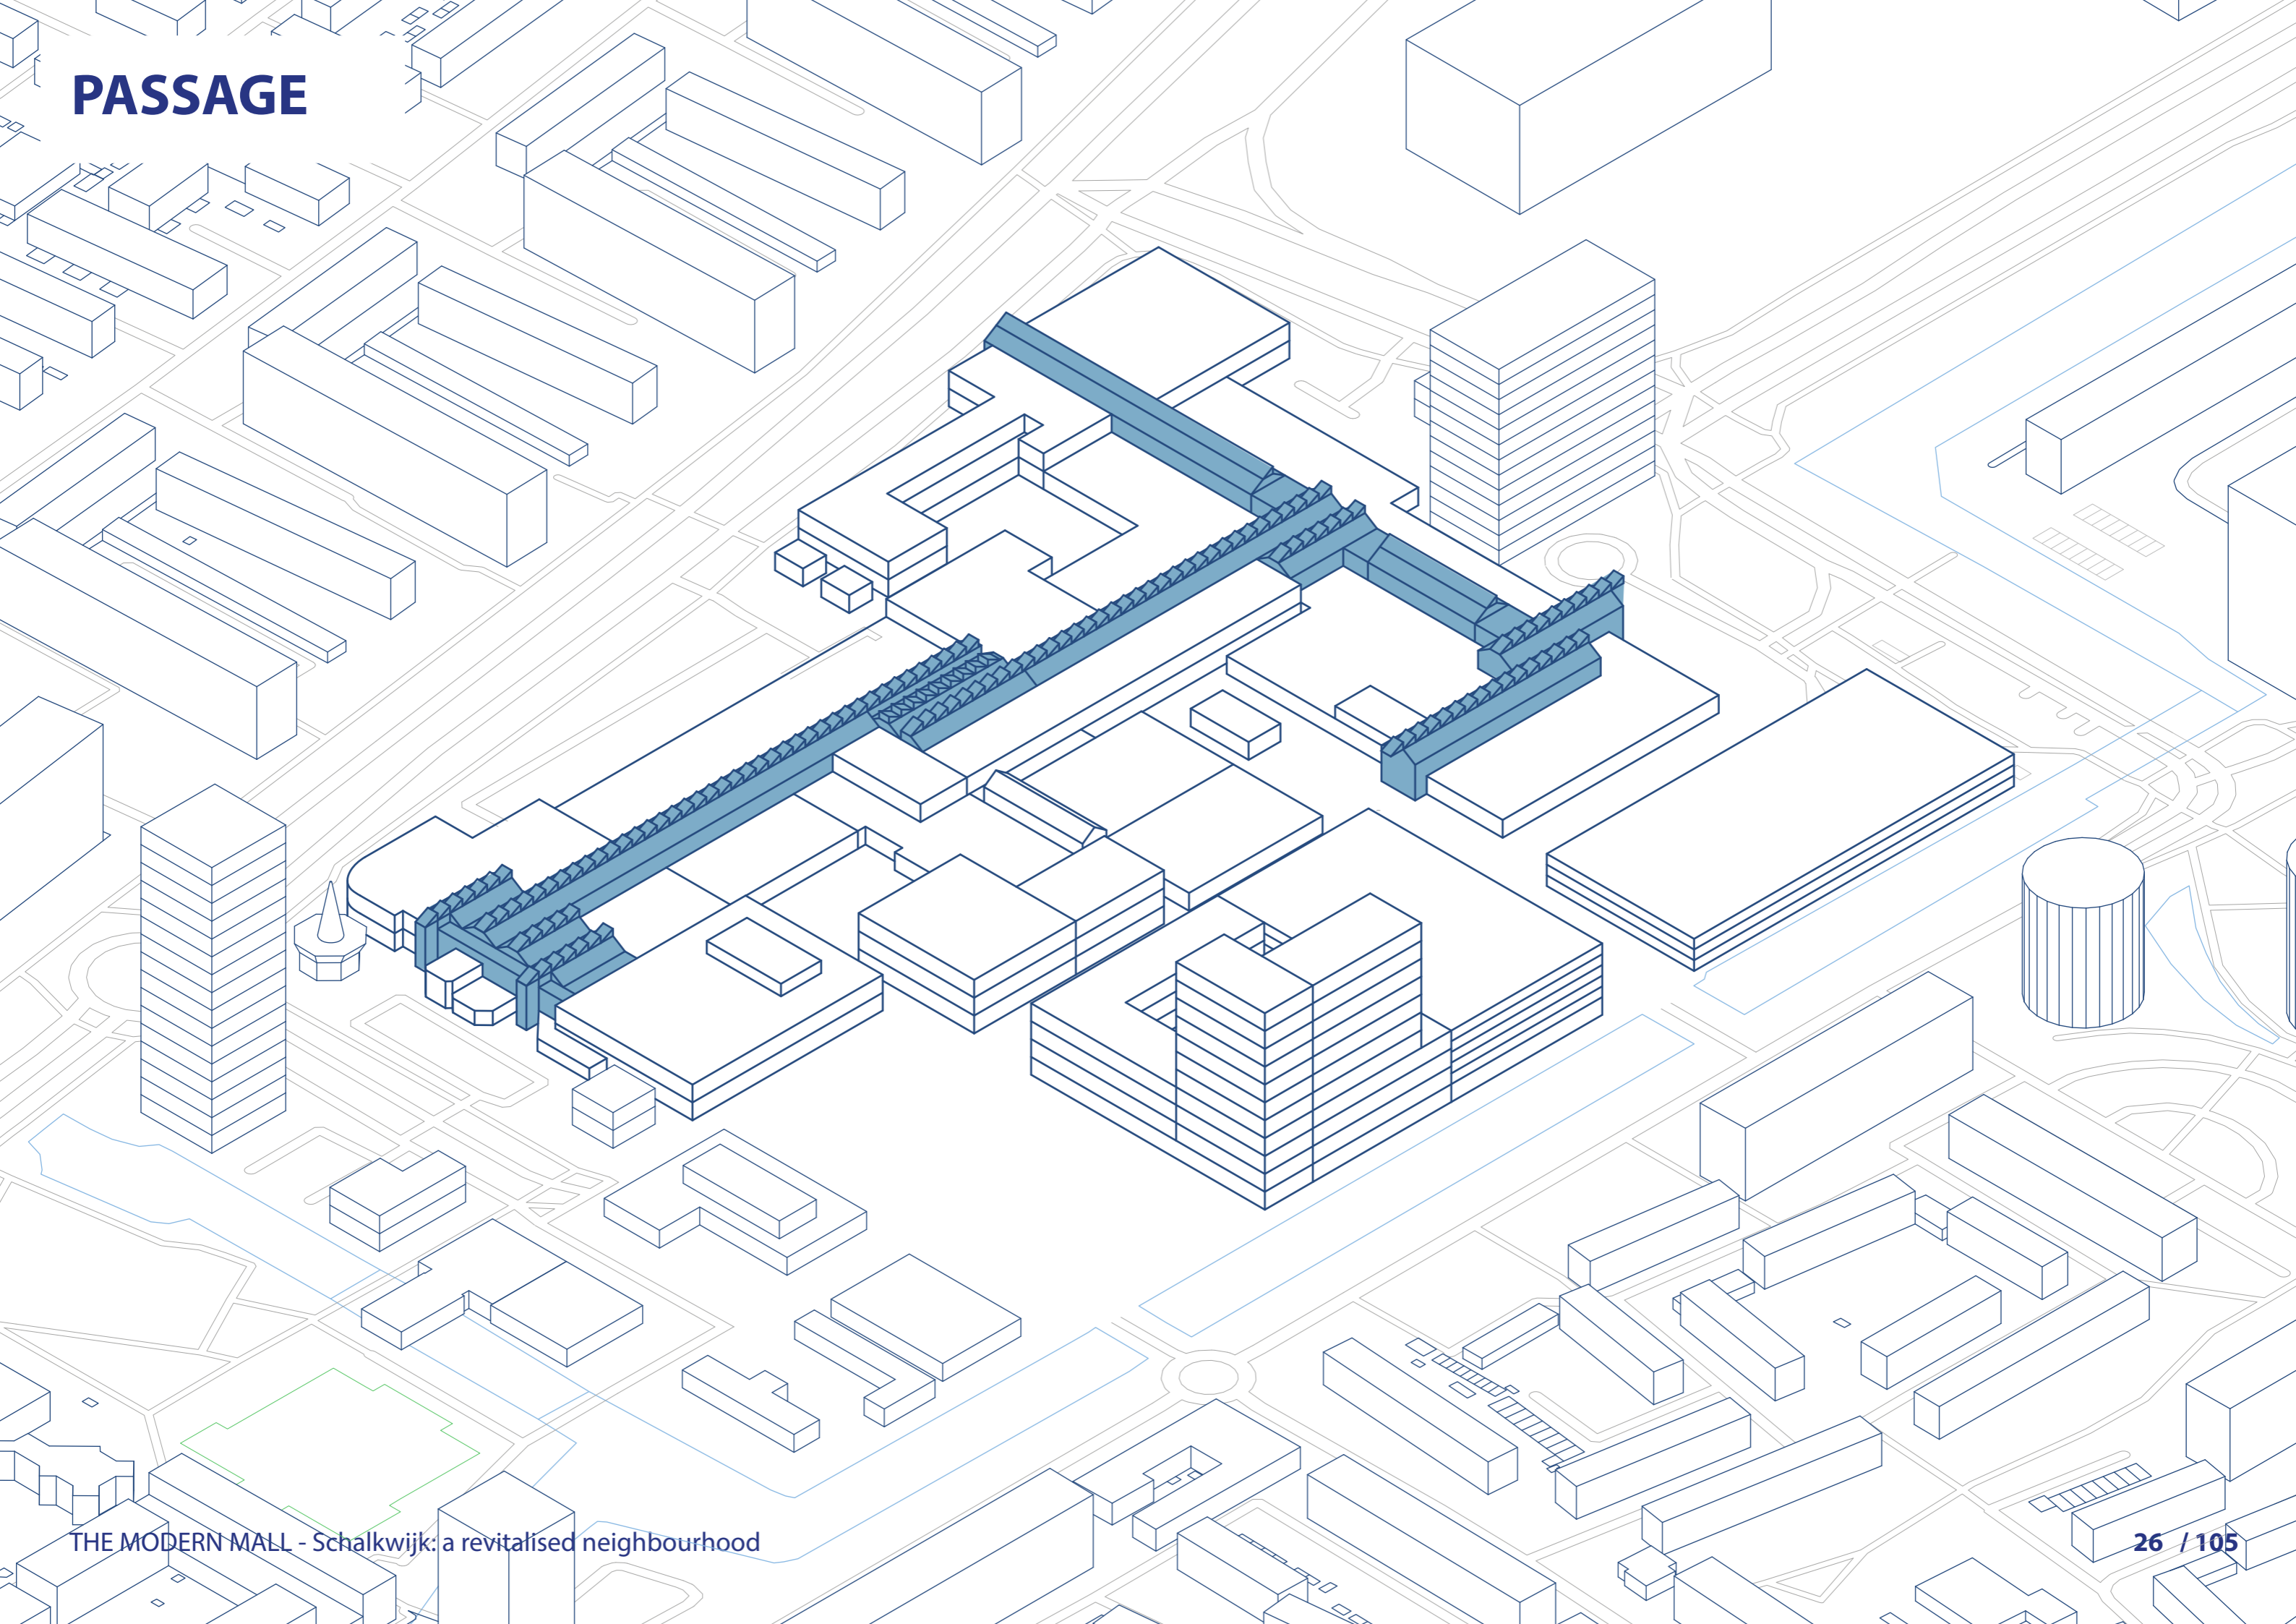 PASSAGE
THE MODERN MALL - Schalkwijk: a revitalised neighbourhood
26 / 105